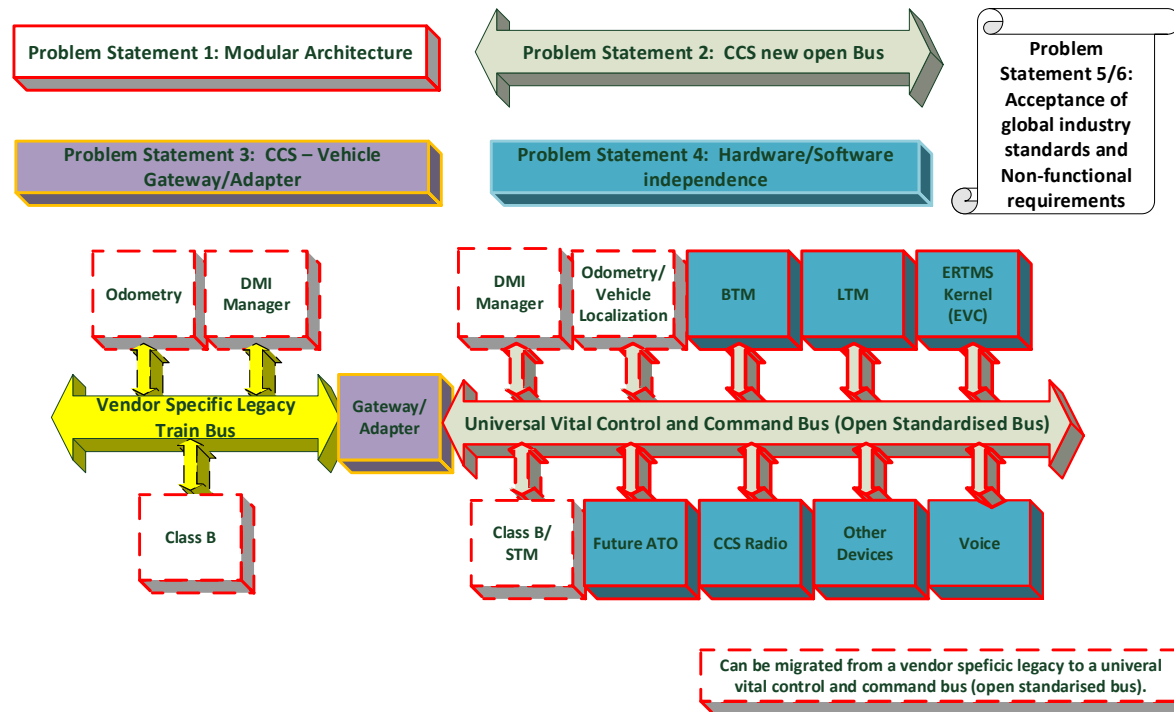 Problem Statement 1: Modular Architecture
Problem Statement 2:  CCS new open Bus
Problem
Statement 5/6:
Acceptance of
global industry
standards and
Non-functional
requirements
Problem Statement 3:  CCS – Vehicle
Gateway/Adapter
Problem Statement 4:  Hardware/Software
independence
Odometry
DMI
Manager
DMI
Manager
Odometry/
Vehicle
Localization
BTM
LTM
ERTMS
Kernel
(EVC)
Vendor Specific Legacy
Train Bus
Gateway/
Adapter
Universal Vital Control and Command Bus (Open Standardised Bus)
Class B
Class B/
STM
Future ATO
CCS Radio
Other
Devices
Voice
Can be migrated from a vendor speficic legacy to a univeral
vital control and command bus (open standarised bus).